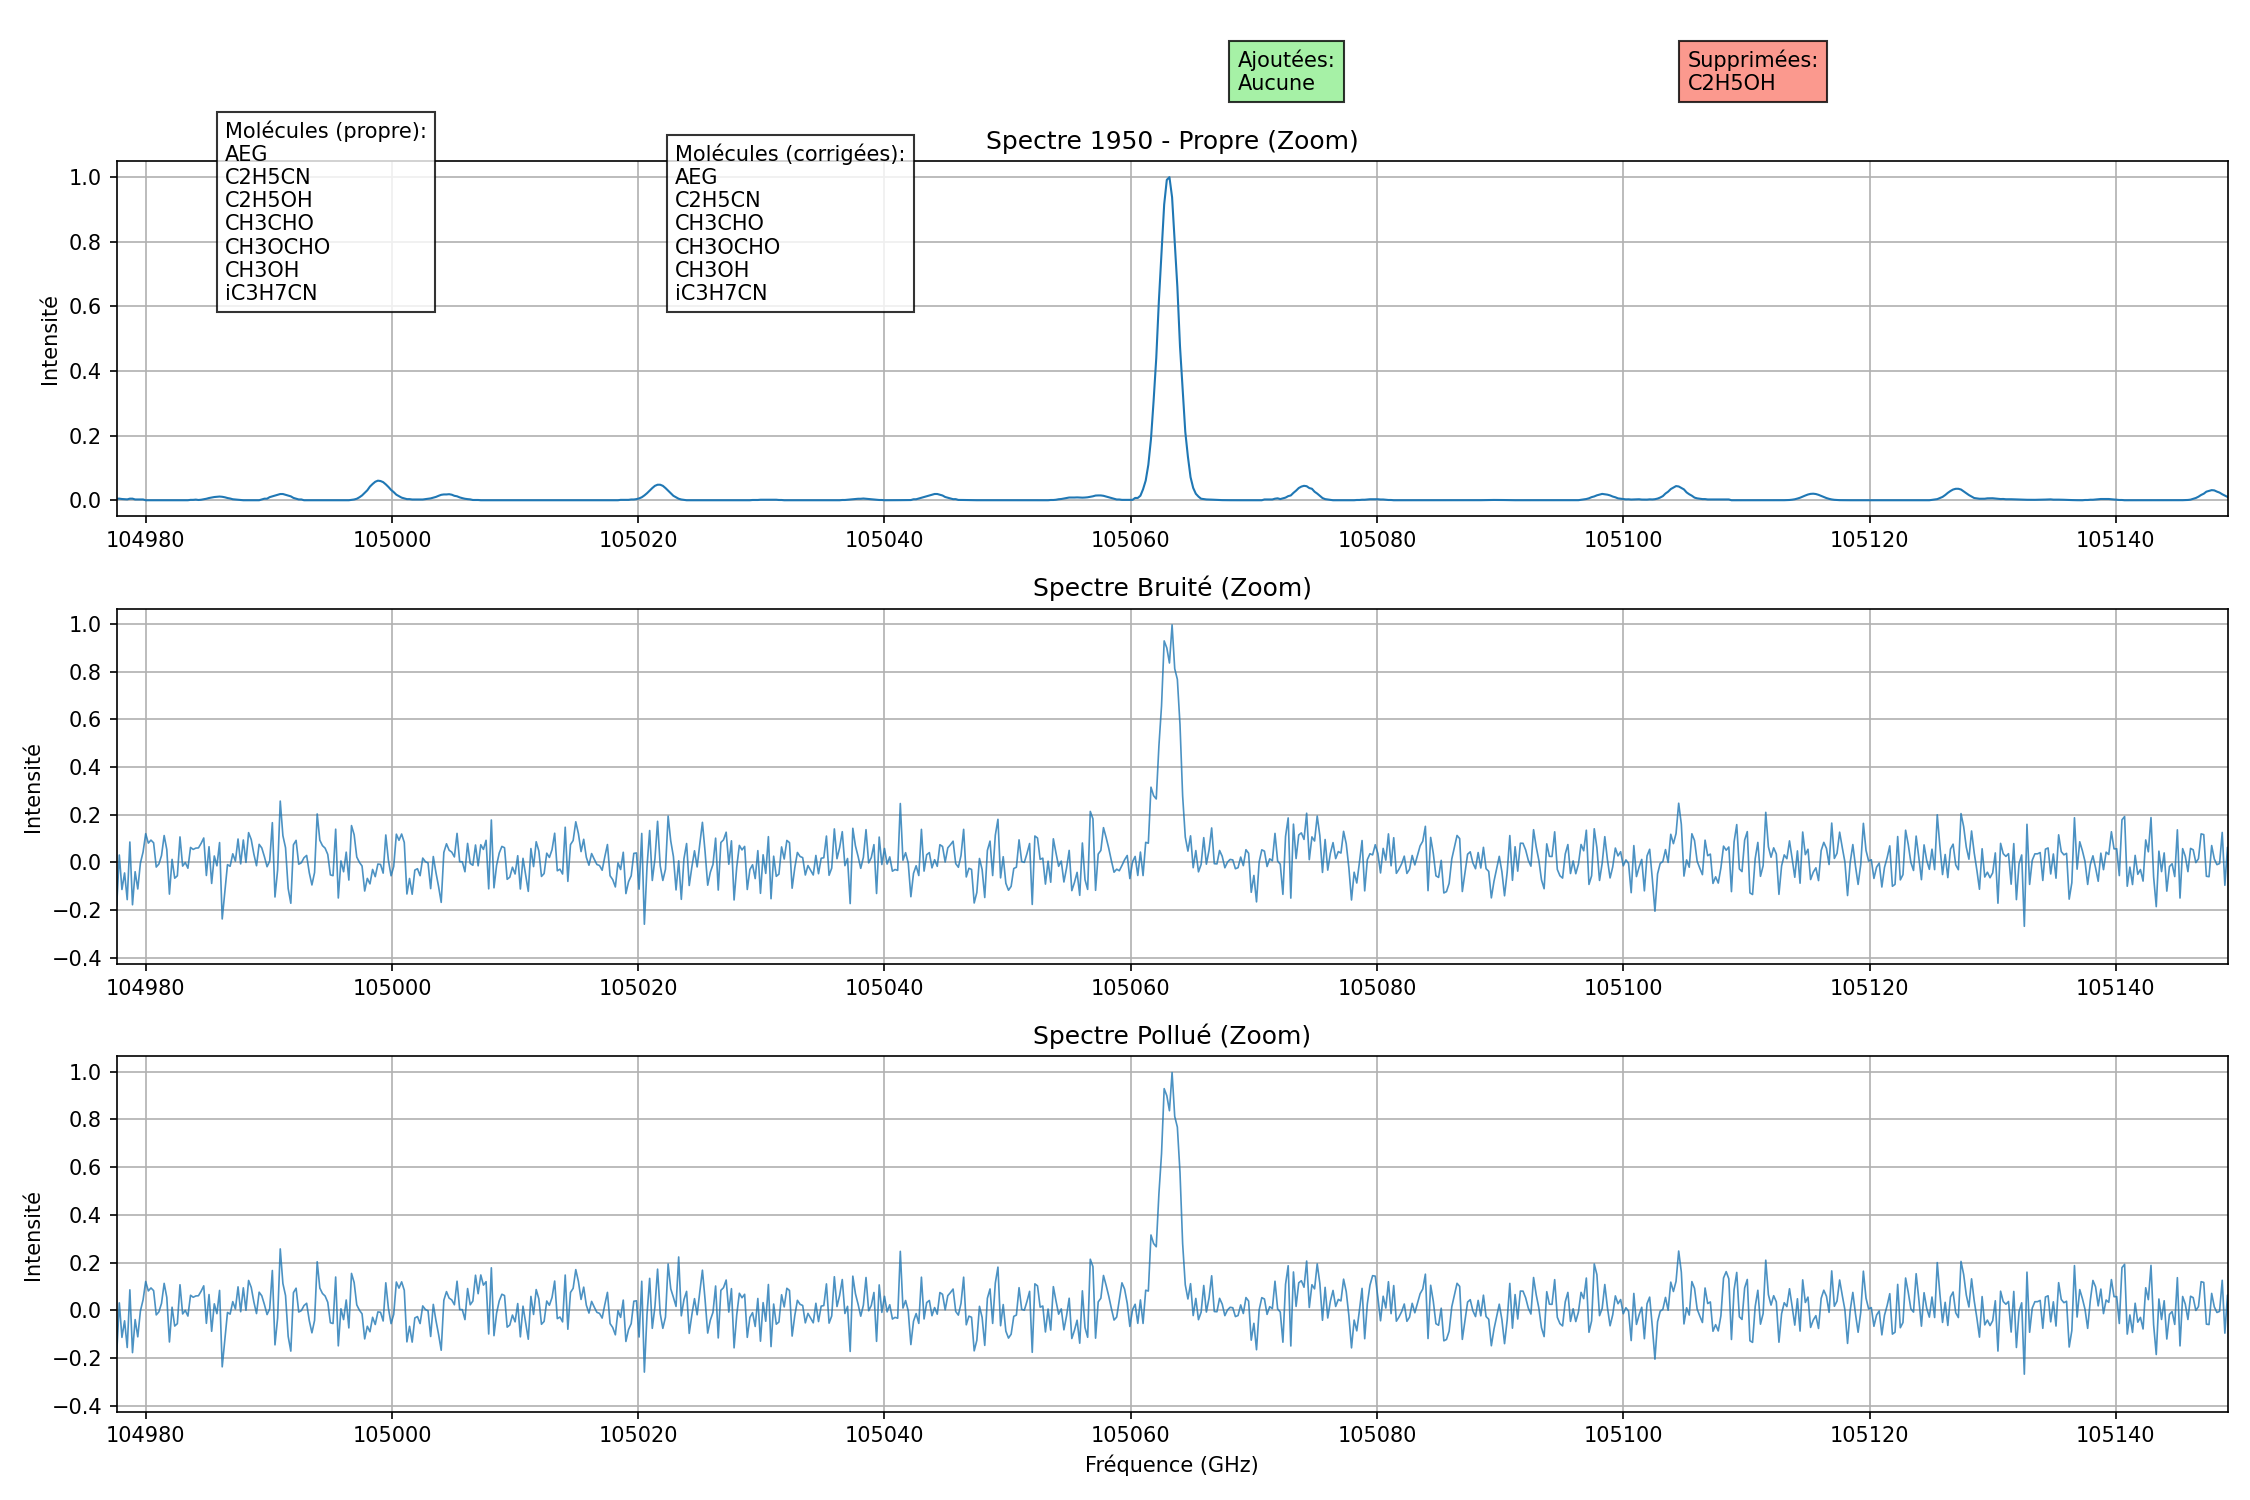 Ajoutées:
Aucune
Supprimées:
C2H5OH
Molécules (propre):
AEG
C2H5CN
C2H5OH
CH3CHO
CH3OCHO
CH3OH
iC3H7CN
Molécules (corrigées):
AEG
C2H5CN
CH3CHO
CH3OCHO
CH3OH
iC3H7CN
Spectre 1950 - Propre (Zoom)
Intensité
1.0
0.8
0.6
0.4
0.2
0.0
104980 105000 105020 105040 105060 105080 105100 105120 105140
Spectre Bruité (Zoom)
Intensité
1.0
0.8
0.6
0.4
0.2
0.0
−0.2
−0.4
104980 105000 105020 105040 105060 105080 105100 105120 105140
Spectre Pollué (Zoom)
Intensité
1.0
0.8
0.6
0.4
0.2
0.0
−0.2
−0.4
104980 105000 105020 105040 105060 105080 105100 105120 105140
Fréquence (GHz)